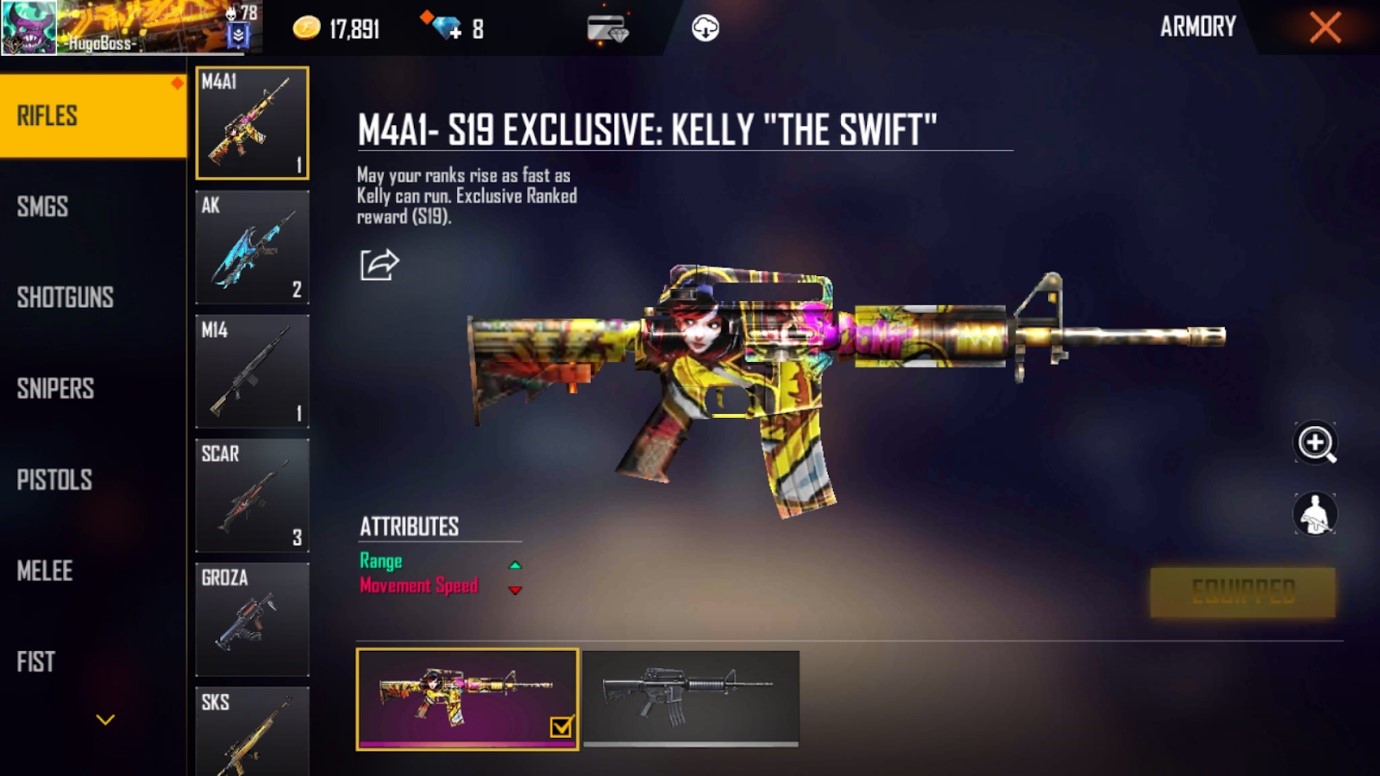 78
-HugoBoss-
17,891
8
ARMORY
RIFLES
SMGS
SHOTGUNS
SNIPERS
PISTOLS
MELEE
FIST
M4A1
1
AK
2
M14
1
SCAR
3
GROZA
SKS
M4A1- S19 EXCLUSIVE: KELLY "THE SWIFT"
May your ranks rise as fast as
Kelly can run. Exclusive Ranked
reward (S19).
ATTRIBUTES
Range
Movement Speed
EQUIPPED